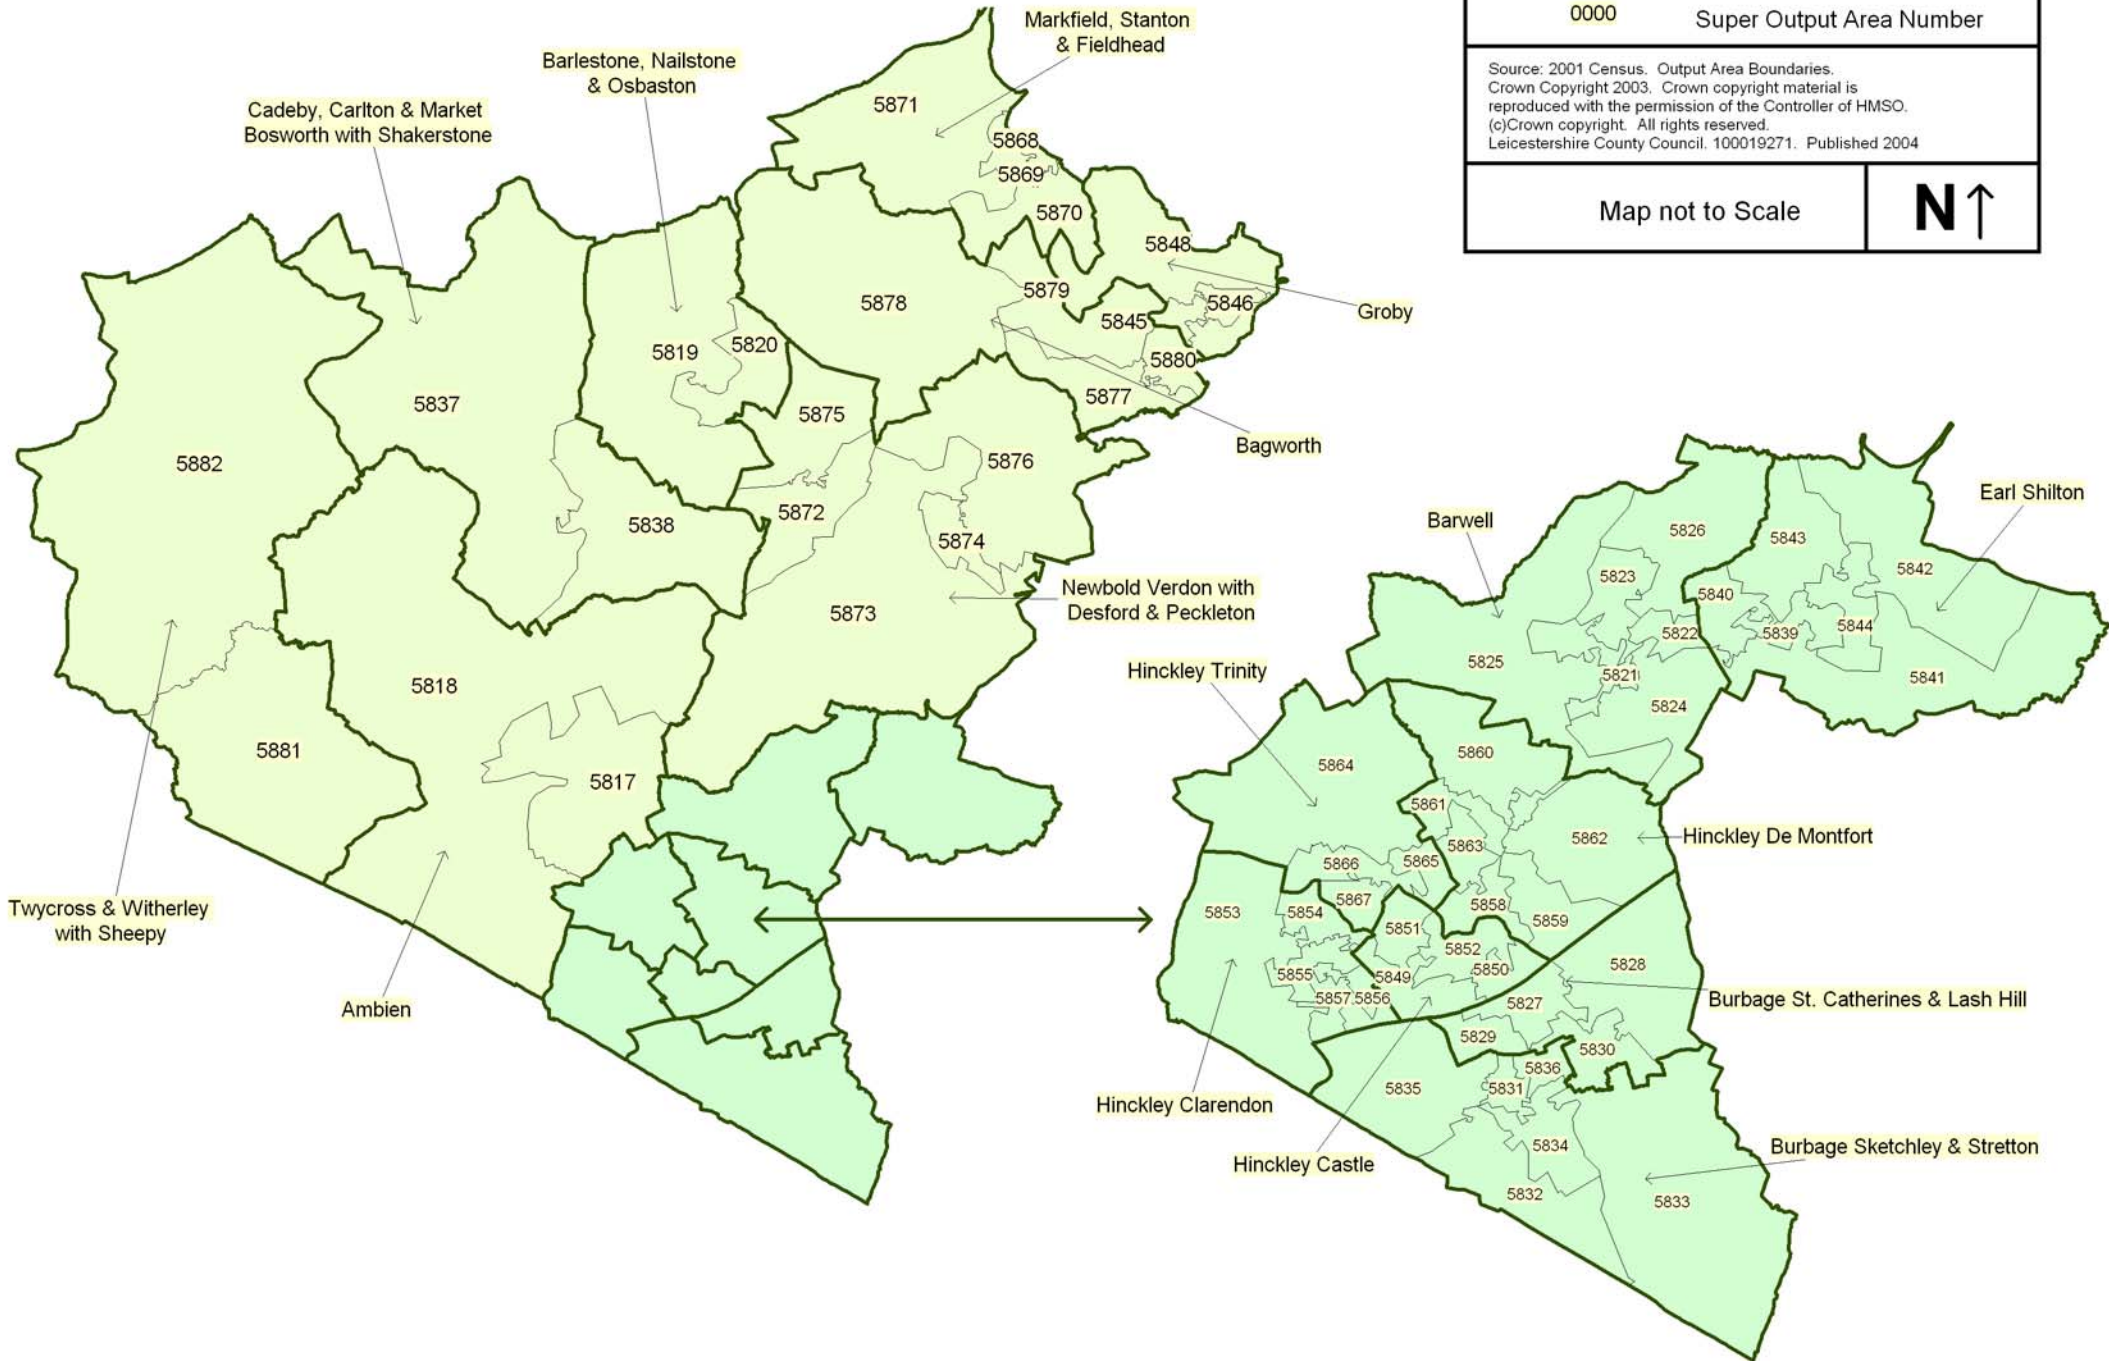 0000 Super Output Area Number
Source: 2001 Census. Output Area Boundaries.
Crown Copyright 2003. Crown copyright material is
reproduced with the permission of the Controller of HMSO.
(c)Crown copyright. All rights reserved.
Leicestershire County Council. 100019271. Published 2004
Map not to Scale
N
Markfield, Stanton
& Fieldhead
Barlestone, Nailstone
& Osbaston
Cadeby, Carlton & Market
Bosworth with Shakerstone
5871
5868
5869
5870
5848
5878
5879
5846
5845
Groby
5819
5820
5880
5877
5837
5875
Bagworth
5882
5876
5838
5872
5874
Newbold Verdon with
Desford & Peckleton
5873
5818
5881
5817
Twycross & Witherley
with Sheepy
Ambien
Earl Shilton
Barwell
5826
5843
5842
5823
5840
5822
5839
5844
5825
5821
5841
5824
Hinckley Trinity
5860
5864
5861
5862
Hinckley De Montfort
5863
5866
5865
5867
5858
5853
5854
5859
5851
5852
5828
5855
5849
5850
5857
5856
5827
Burbage St. Catherines & Lash Hill
5829
5830
5836
5835
5831
Hinckley Clarendon
5834
Hinckley Castle
Burbage Sketchley & Stretton
5832
5833